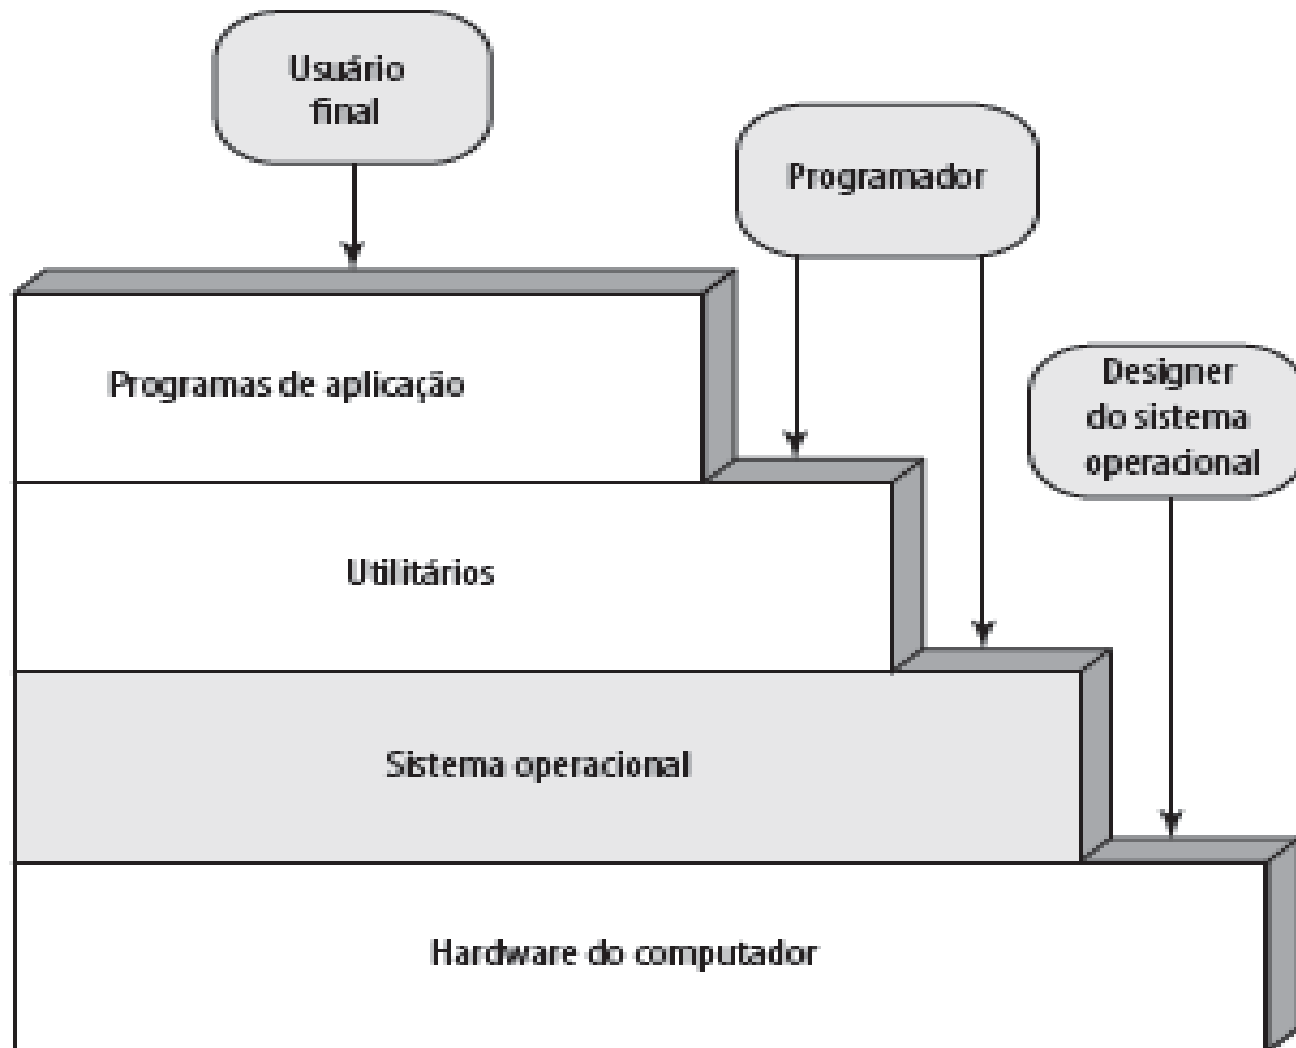 Usuário
final
Programador
Designer
do sistema
operacional
Programas de aplicação
Utilitários
Sistema operacional
Hardware do computador